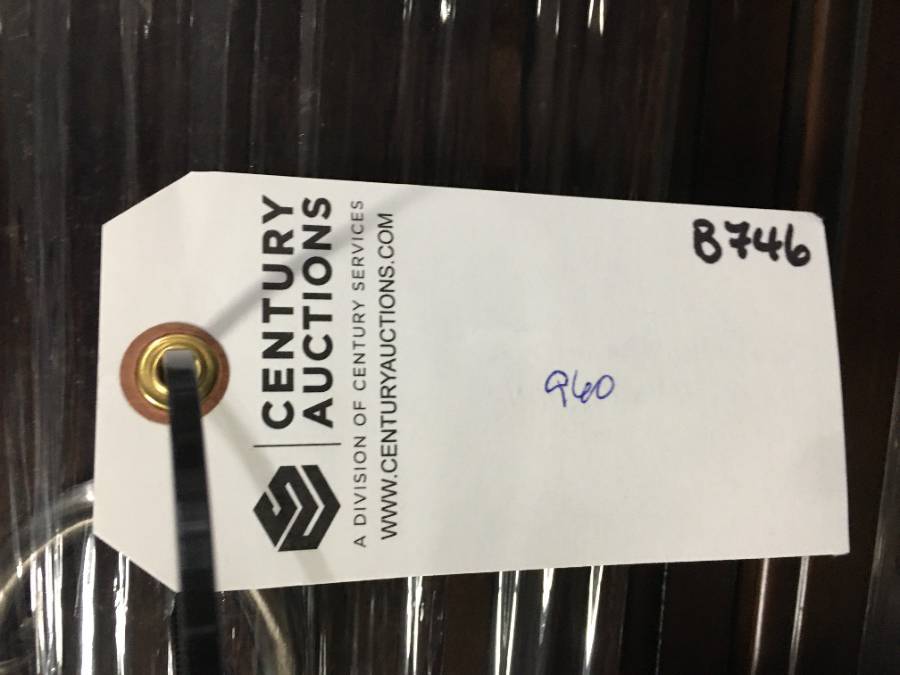 CENTURY
AUCTIONS
A DIVISION OF CENTURY SERVICES
WWW.CENTURYAUCTIONS.COM
B746
960